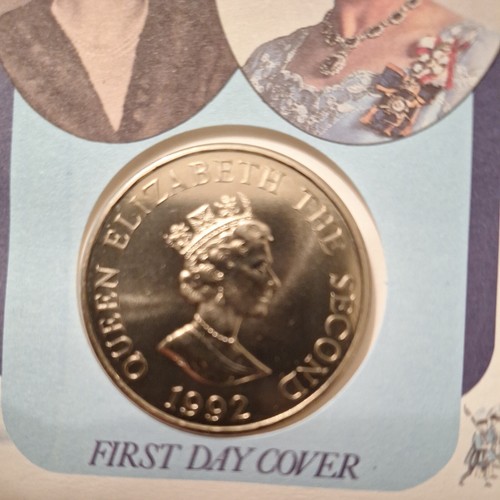 QUEEN ELIZABETH THE SECOND
1992
FIRST DAY COVER